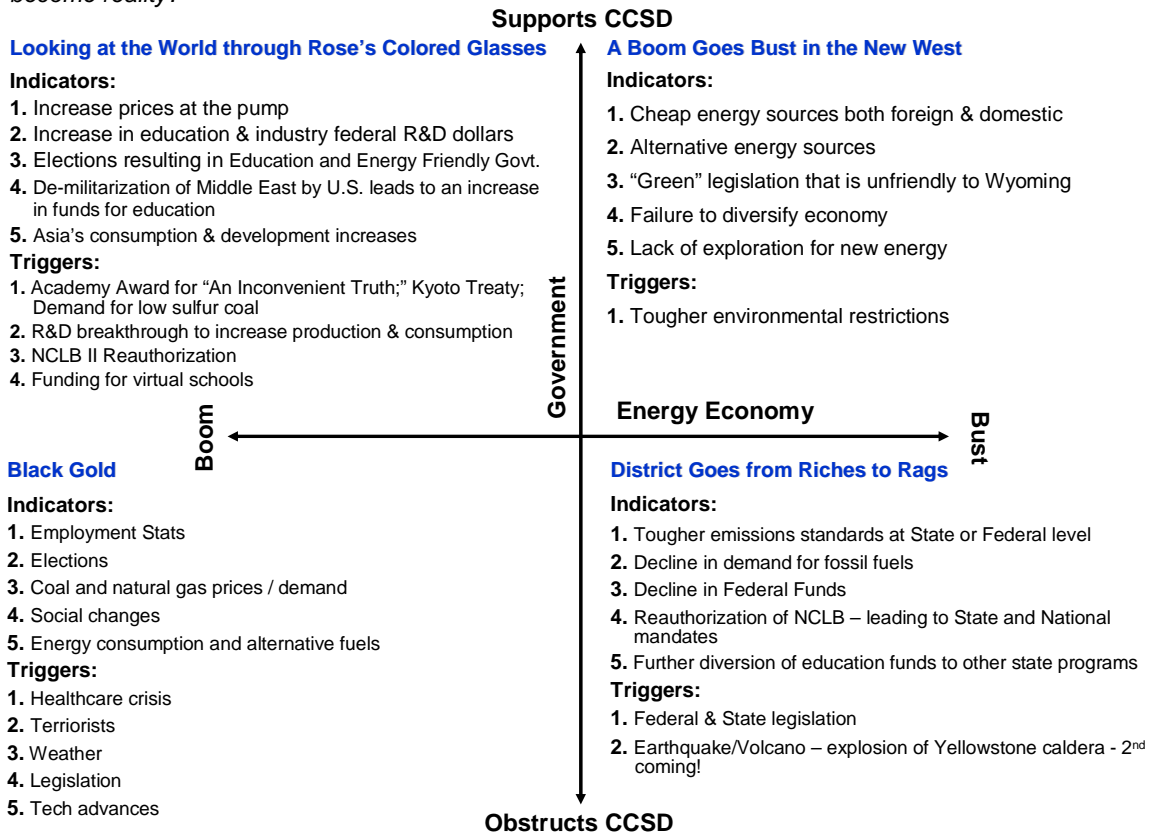 become reality?
Supports CCSD
Looking at the World through Rose's Colored Glasses
Indicators:
1. Increase prices at the pump
2. Increase in education & industry federal R&D dollars
3. Elections resulting in Education and Energy Friendly Govt.
4. De-militarization of Middle East by U.S. leads to an increase
in funds for education
5. Asia's consumption & development increases
Triggers:
1. Academy Award for "An Inconvenient Truth;" Kyoto Treaty;
Demand for low sulfur coal
2. R&D breakthrough to increase production & consumption
3. NCLB II Reauthorization
4. Funding for virtual schools
A Boom Goes Bust in the New West
Indicators:
1. Cheap energy sources both foreign & domestic
2. Alternative energy sources
3. "Green" legislation that is unfriendly to Wyoming
4. Failure to diversify economy
5. Lack of exploration for new energy
Triggers:
1. Tougher environmental restrictions
Government
Energy Economy
Boom
Bust
Black Gold
Indicators:
1. Employment Stats
2. Elections
3. Coal and natural gas prices / demand
4. Social changes
5. Energy consumption and alternative fuels
Triggers:
1. Healthcare crisis
2. Terriorists
3. Weather
4. Legislation
5. Tech advances
District Goes from Riches to Rags
Indicators:
1. Tougher emissions standards at State or Federal level
2. Decline in demand for fossil fuels
3. Decline in Federal Funds
4. Reauthorization of NCLB – leading to State and National
mandates
5. Further diversion of education funds to other state programs
Triggers:
1. Federal & State legislation
2. Earthquake/Volcano – explosion of Yellowstone caldera - 2nd
coming!
Obstructs CCSD